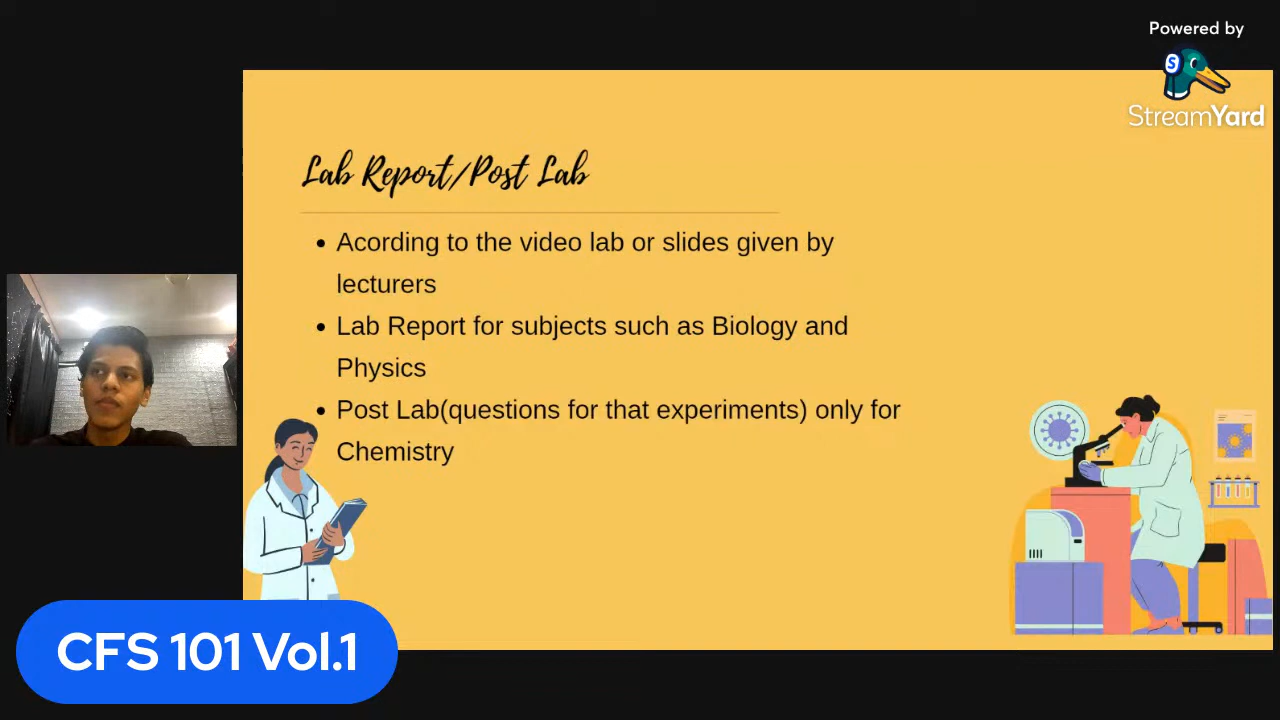 Powered by
StreamYard
Lab Report/Post Lab
Acording to the video lab or slides given by
lecturers
Lab Report for subjects such as Biology and
Physics
Post Lab(questions for that experiments) only for
Chemistry
CFS 101 Vol.1